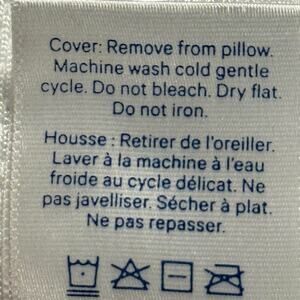 Cover: Remove from pillow.
Machine wash cold gentle
cycle. Do not bleach. Dry flat.
Do not iron.
Housse : Retirer de l'oreiller.
Laver à la machine à l'eau
froide au cycle délicat. Ne
pas javelliser. Sécher à plat.
Ne pas repasser.